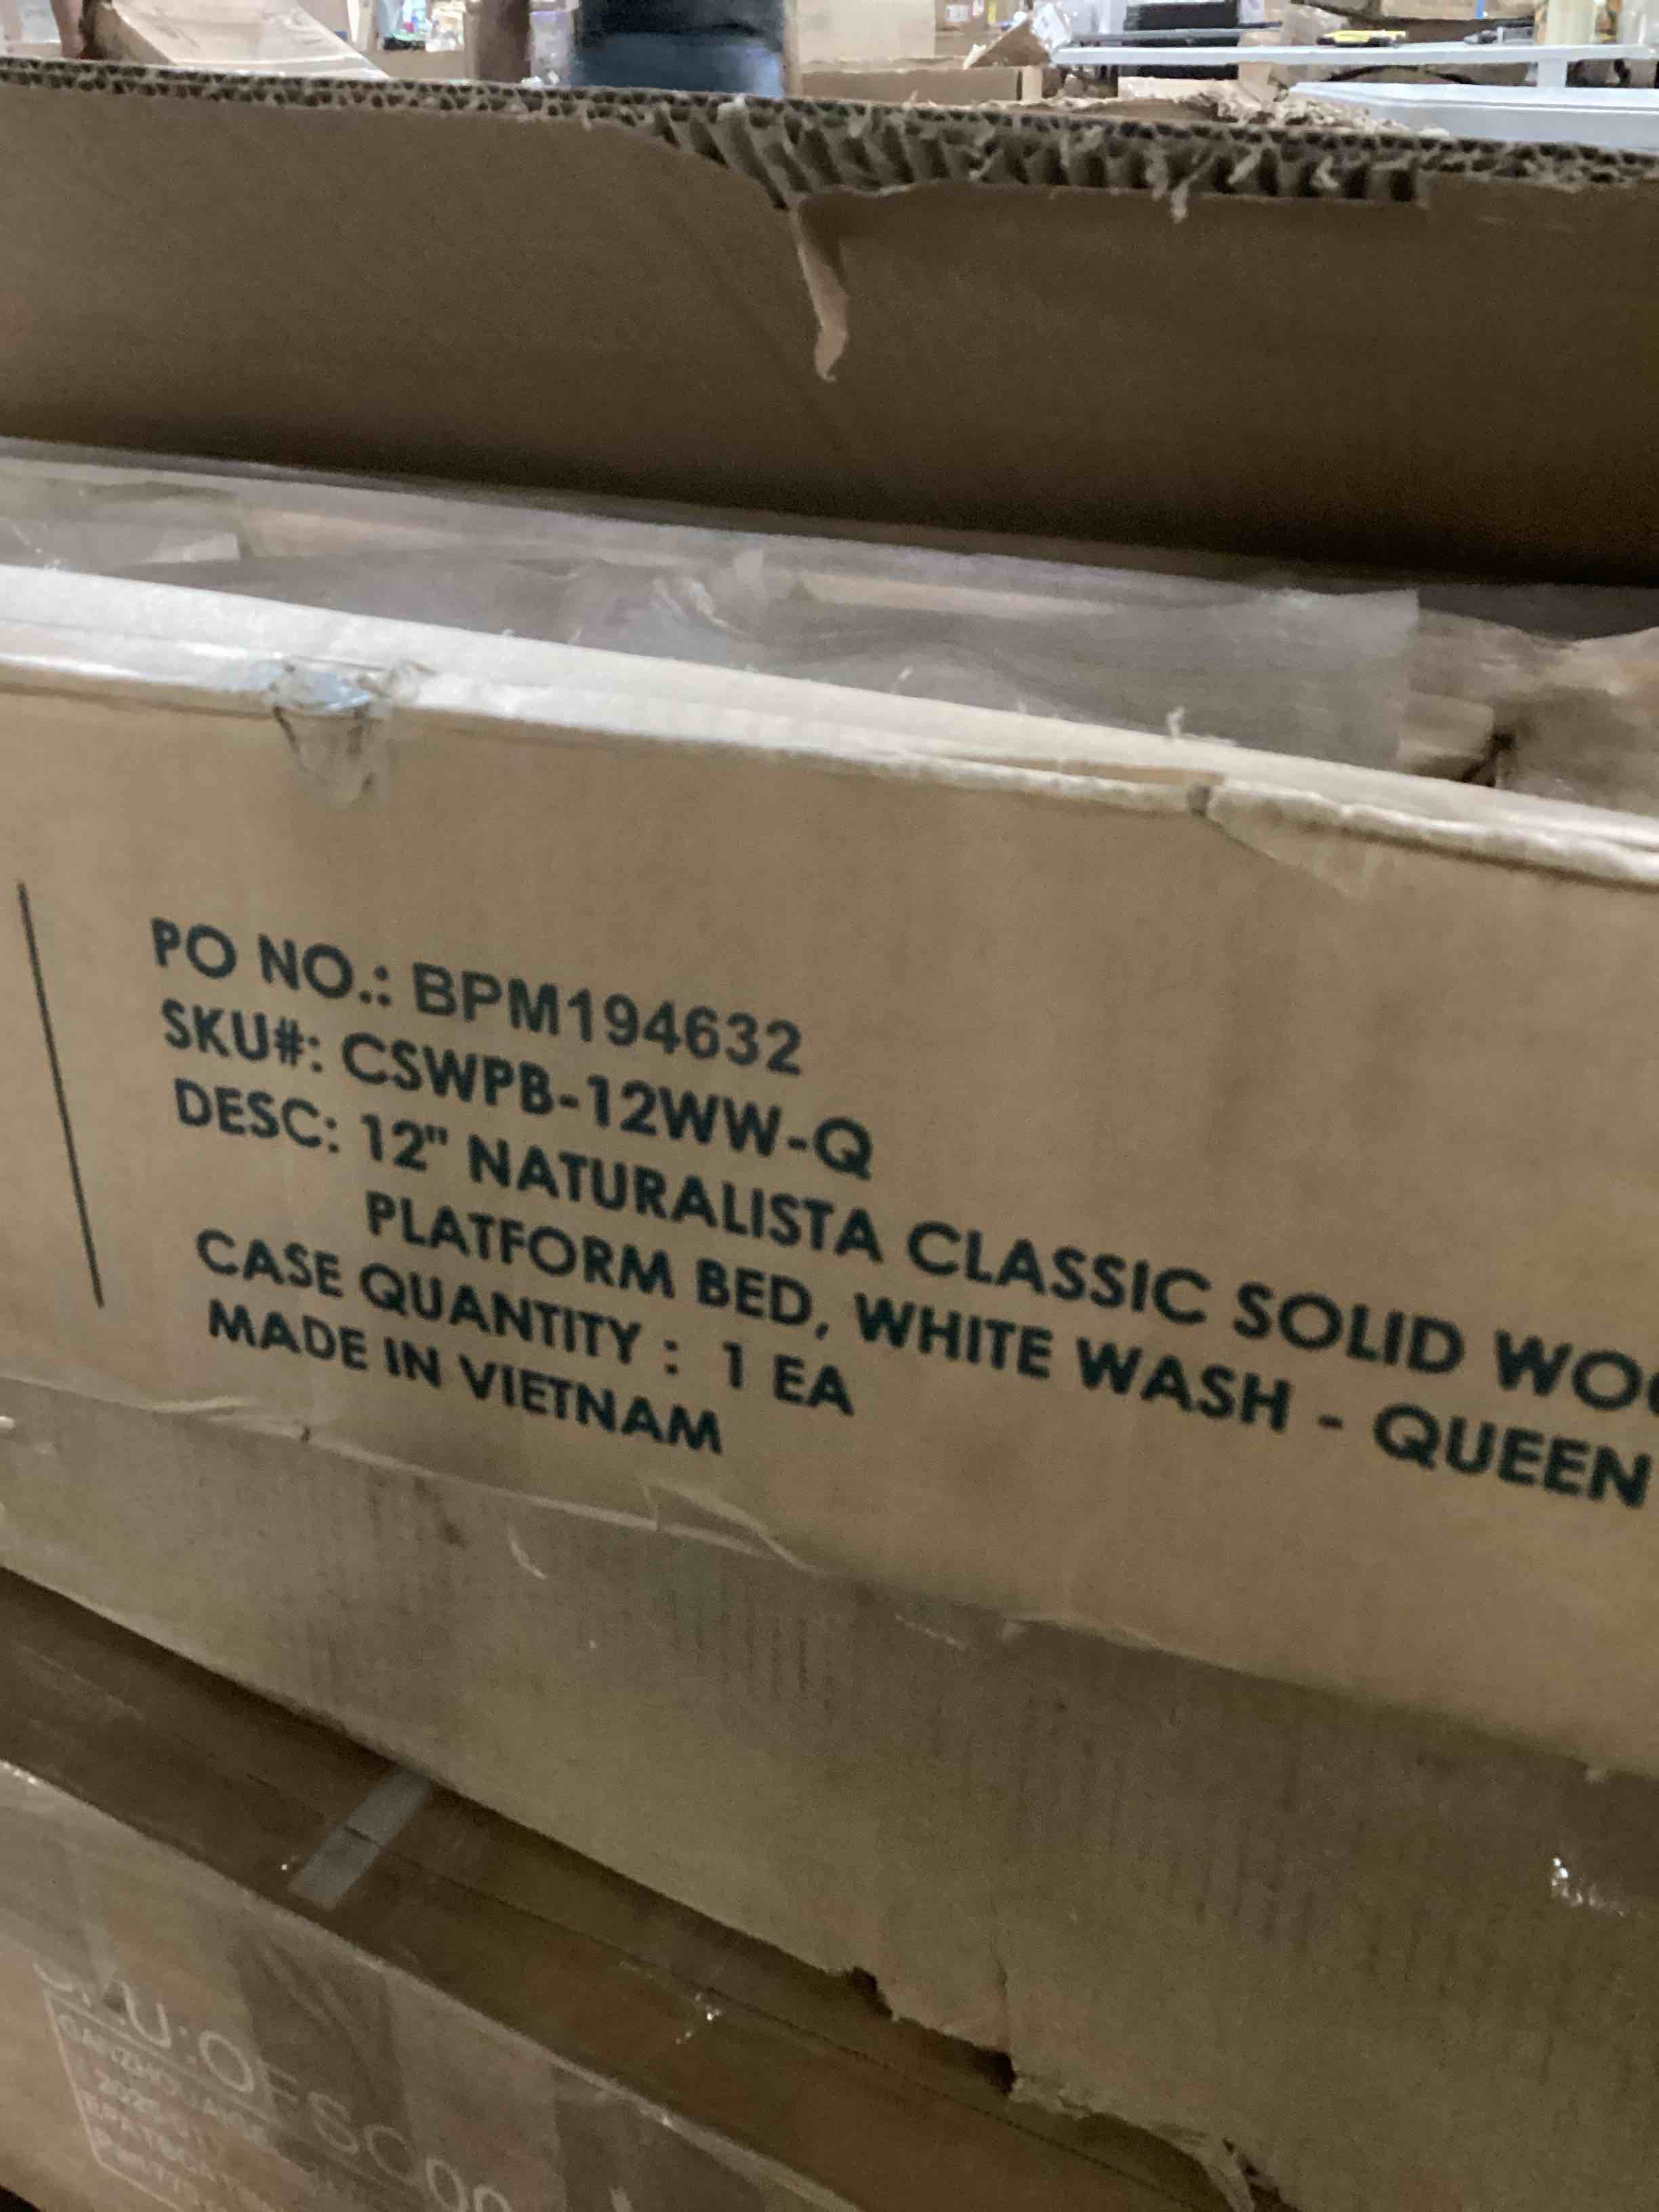 PO NO.: BPM194632
SKU#: CSWPB-12WW-Q
DESC: 12" NATURALISTA CLASSIC SOLID
PLATFORM BED, WHITE WASH - QUEEN
CASE QUANTITY : 1 EA
MADE IN VIETNAM